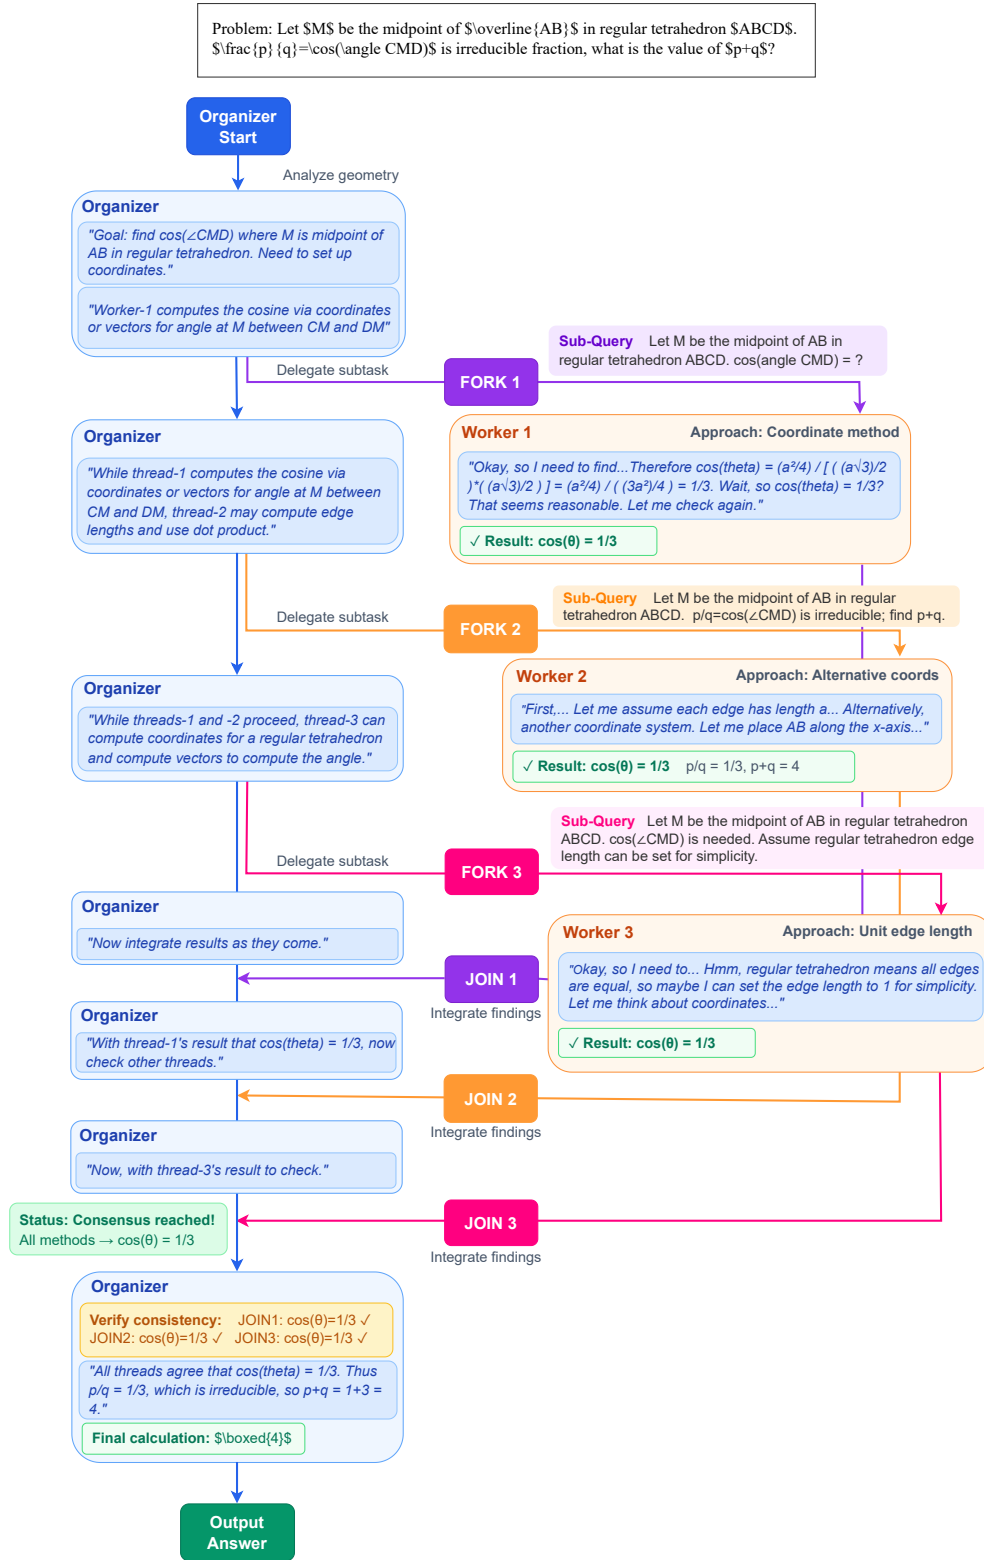 Problem: Let $M$ be the midpoint of $\overline{AB}$ in regular tetrahedron $ABCD$.
$\frac{p}{q}=\cos(\angle CMD)$ is irreducible fraction, what is the value of $p+q$?
Organizer
Start
Analyze geometry
Organizer
"Goal: find cos(∠CMD) where M is midpoint of
AB in regular tetrahedron. Need to set up
coordinates."
"Worker-1 computes the cosine via coordinates
or vectors for angle at M between CM and DM"
Delegate subtask
FORK 1
Sub-Query Let M be the midpoint of AB in
regular tetrahedron ABCD. cos(angle CMD) = ?
Organizer
"While thread-1 computes the cosine via
coordinates or vectors for angle at M between
CM and DM, thread-2 may compute edge
lengths and use dot product."
Worker 1
Approach: Coordinate method
"Okay, so I need to find...Therefore cos(theta) = (a²/4) / [ ( (a√3)/2
)*( (a√3)/2 ) ] = (a²/4) / ( (3a²)/4 ) = 1/3. Wait, so cos(theta) = 1/3?
That seems reasonable. Let me check again."
✓ Result: cos(θ) = 1/3
Delegate subtask
FORK 2
Sub-Query Let M be the midpoint of AB in regular
tetrahedron ABCD. p/q=cos(∠CMD) is irreducible; find p+q.
Organizer
"While threads-1 and -2 proceed, thread-3 can
compute coordinates for a regular tetrahedron
and compute vectors to compute the angle."
Worker 2
Approach: Alternative coords
"First,... Let me assume each edge has length a... Alternatively,
another coordinate system. Let me place AB along the x-axis..."
✓ Result: cos(θ) = 1/3 p/q = 1/3, p+q = 4
Delegate subtask
FORK 3
Sub-Query Let M be the midpoint of AB in regular tetrahedron
ABCD. cos(∠CMD) is needed. Assume regular tetrahedron edge
length can be set for simplicity.
Organizer
"Now integrate results as they come."
Worker 3
Approach: Unit edge length
"Okay, so I need to... Hmm, regular tetrahedron means all edges
are equal, so maybe I can set the edge length to 1 for simplicity.
Let me think about coordinates..."
✓ Result: cos(θ) = 1/3
JOIN 1
Integrate findings
Organizer
"With thread-1's result that cos(theta) = 1/3, now
check other threads."
JOIN 2
Integrate findings
Organizer
"Now, with thread-3's result to check."
Status: Consensus reached!
All methods → cos(θ) = 1/3
JOIN 3
Integrate findings
Organizer
Verify consistency: JOIN1: cos(θ)=1/3 ✓
JOIN2: cos(θ)=1/3 ✓ JOIN3: cos(θ)=1/3 ✓
"All threads agree that cos(theta) = 1/3. Thus
p/q = 1/3, which is irreducible, so p+q = 1+3 =
4."
Final calculation: $\boxed{4}$
Output
Answer